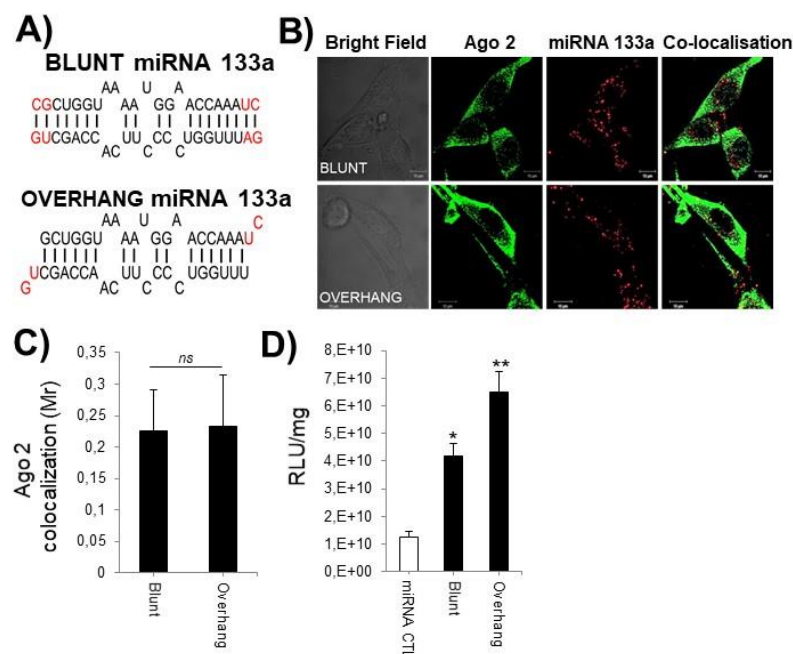 A)
BLUNT miRNA 133a
AA U A
CGCUGGU AA GG ACCAAAUC
GUCGACC UU CC UGGUUUAG
AC C C
OVERHANG miRNA 133a
AA U A C
GCUGGU AA GG ACCAAAU
UCGACCA UU CC UGGUUU
G AC C C
B)
Bright Field Ago 2 miRNA 133a Co-localisation
BLUNT
OVERHANG
C)
Ago 2
colocalization (Mr)
0,35
0,3
0,25
0,2
0,15
0,1
0,05
0
ns
Blunt
Overhang
D)
RLU/mg
8,E+10
7,E+10
6,E+10
5,E+10
4,E+10
3,E+10
2,E+10
1,E+10
0,E+00
*
**
miRNA CTL
Blunt
Overhang